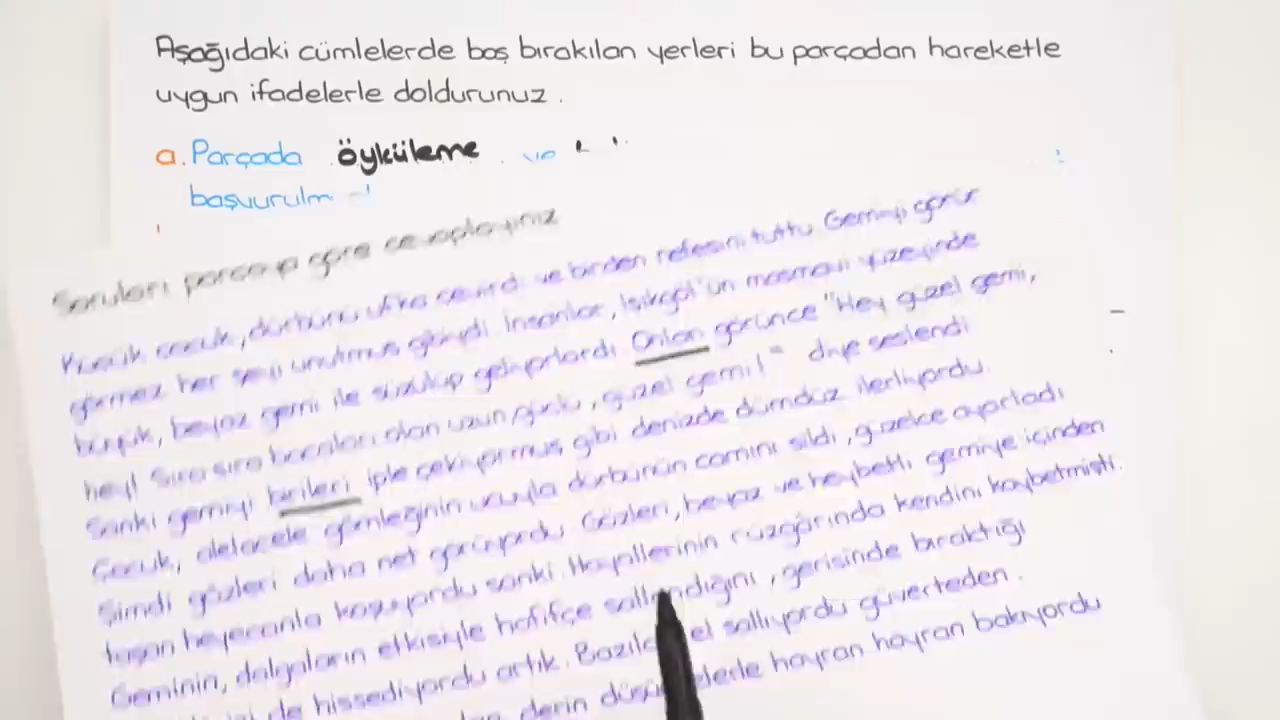 Aşağıdaki cümlelerde boş bırakılan yerleri bu parçadan hareketle
uygun ifadelerle doldurunuz.
a. Parçada öyküleme
başvurulm
Soruları parçaya göre cevaplayınız
Küçük çocuk, dürbünü ufka çevirdi ve birden nefesini tuttu Gemiyi görür
görmez her şeyi unutmuş gibiydi İnsanlar, Işıkgöl'ün masmavi yüzeyinde
büyük, beyaz gemi ile süzülüp geliyorlardı Onları görünce "Hey güzel gemi,
hey! Sıra sıra bacaları olan uzun güçlü, güzel gemi!" diye seslendi
Sanki gemiyi birileri iple çekiyormuş gibi denizde dümdüz ilerliyordu.
Çocuk, alelacele gömleğinin ucuyla dürbünün camını sildi, güzelce ayarladı
Şimdi gözleri daha net görüyordu Gözleri, beyaz ve heybetli gemiye içinden
taşan heyecanla koşuyordu sanki. Hayallerinin rüzgârında kendini kaybetmişti.
Geminin, dalgaların etkisiyle hafifçe sallandığını, gerisinde bıraktığı
de hissediyordu artık. el sallıyordu güverteden.
derin hayran hayran bakıyordu